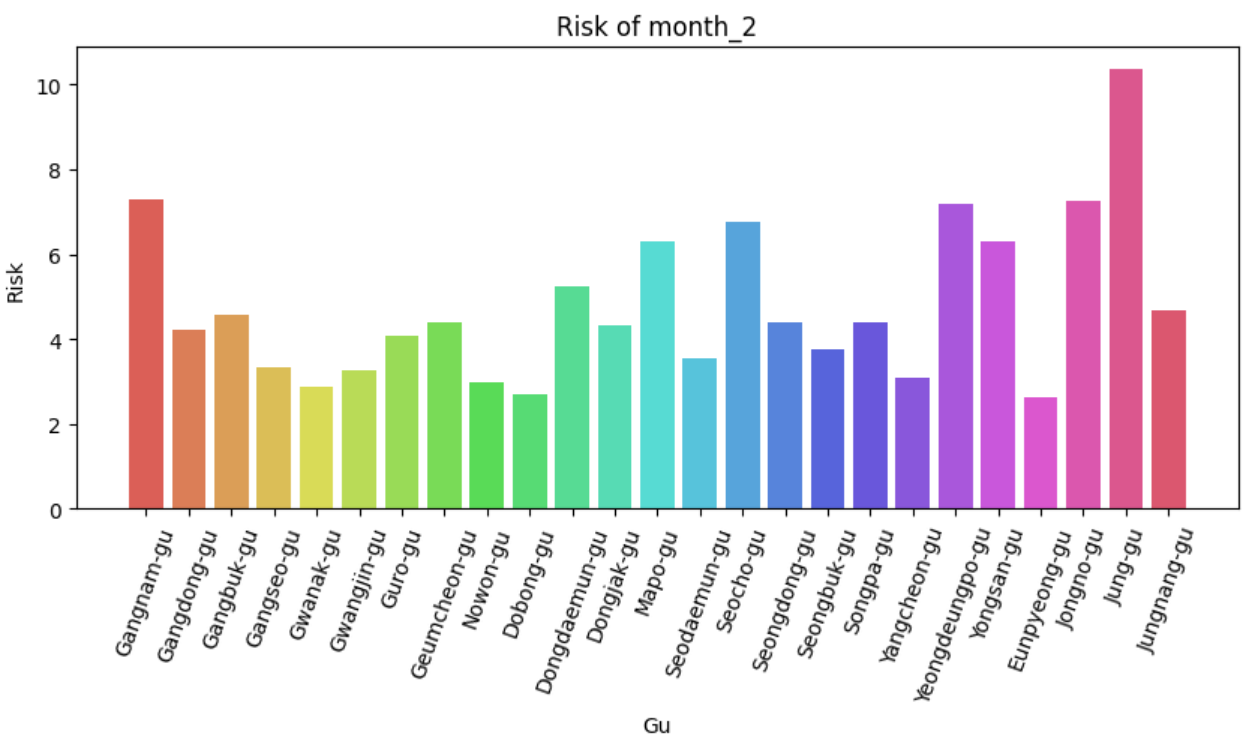 Risk of month_2
10
8
6
4
2
0
Risk
Gangnam-gu
Gangdong-gu
Gangbuk-gu
Gangseo-gu
Gwanak-gu
Gwangjin-gu
Guro-gu
Geumcheon-gu
Nowon-gu
Dobong-gu
Dongdaemun-gu
Dongjak-gu
Mapo-gu
Seodaemun-gu
Seocho-gu
Seongdong-gu
Seongbuk-gu
Songpa-gu
Yangcheon-gu
Yeongdeungpo-gu
Yongsan-gu
Eunpyeong-gu
Jongno-gu
Jung-gu
Jungnang-gu
Gu